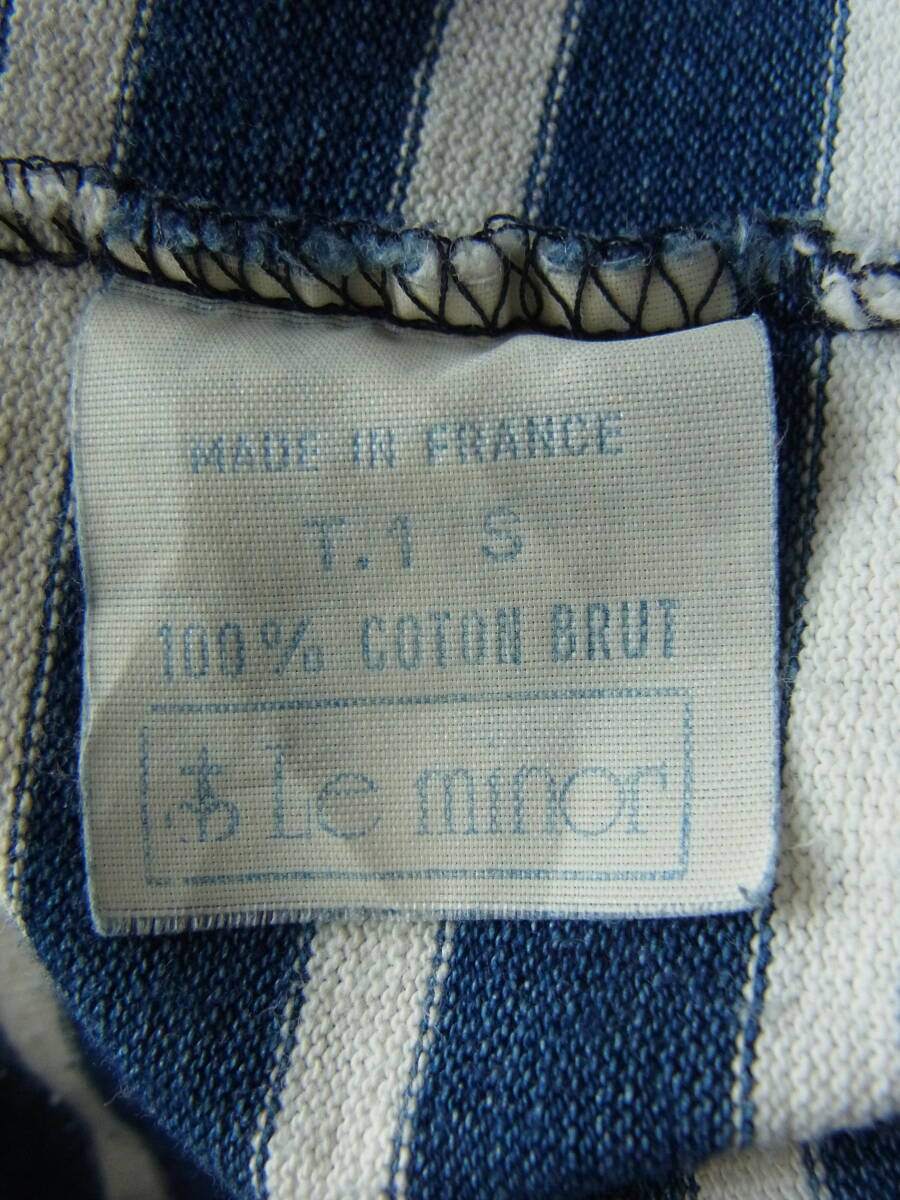 MADE IN FRANCE
T.1 S
100% COTON BRUT
Le minor